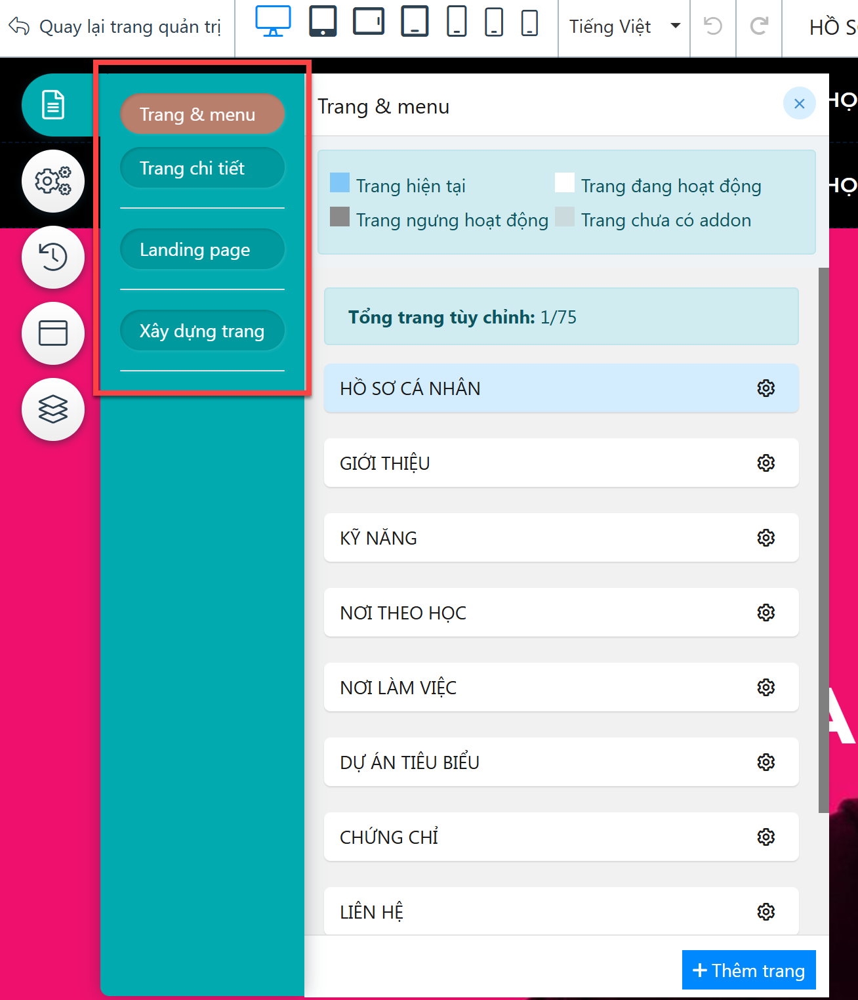 Quay lại trang quản trị
Tiếng Việt
HỒ S
Trang & menu
Trang chi tiết
Landing page
Xây dựng trang
Trang & menu
Trang hiện tại
Trang đang hoạt động
Trang ngưng hoạt động
Trang chưa có addon
Tổng trang tùy chỉnh: 1/75
HỒ SƠ CÁ NHÂN
GIỚI THIỆU
KỸ NĂNG
NƠI THEO HỌC
NƠI LÀM VIỆC
DỰ ÁN TIÊU BIỂU
CHỨNG CHỈ
LIÊN HỆ
Thêm trang
HỌ
HỌ
A